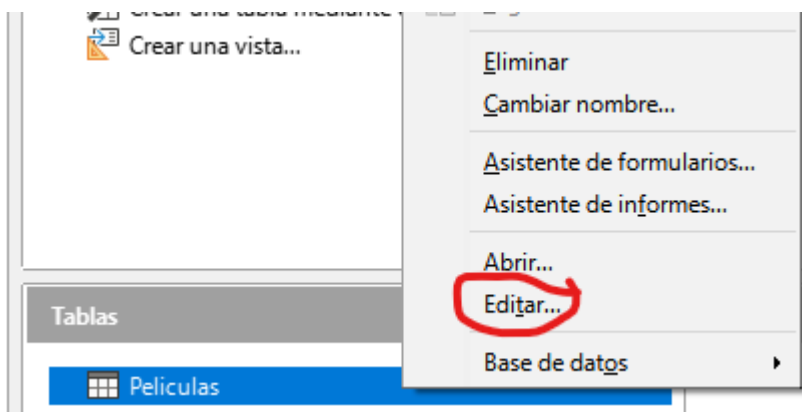 Crear una vista...
Eliminar
Cambiar nombre...
Asistente de formularios...
Asistente de informes...
Abrir...
Editar...
Base de datos
Tablas
Peliculas